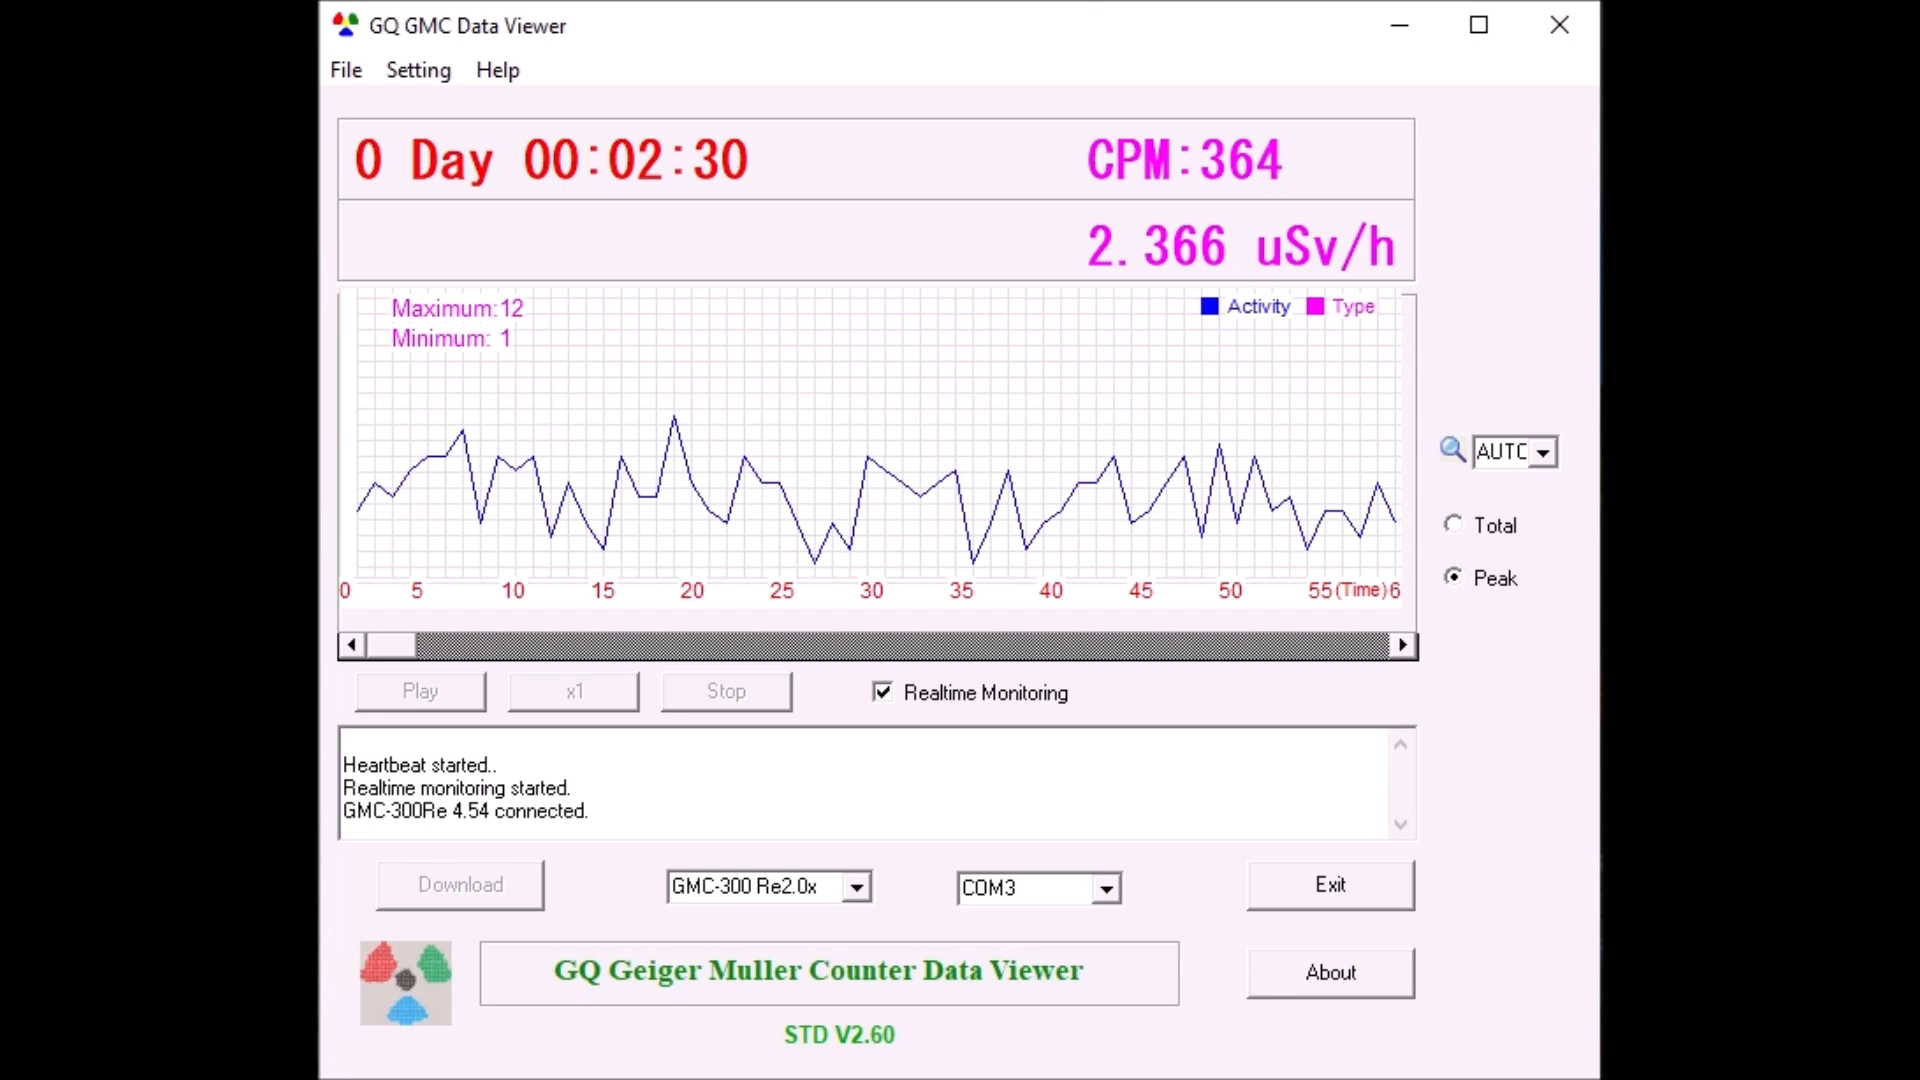 GQ GMC Data Viewer
File Setting Help
0 Day 00:02:30 CPM:364
2.366 uSv/h
Maximum:12
Minimum: 1
Activity Type
AUTO
Total
Peak
0 5 10 15 20 25 30 35 40 45 50 55 (Time) 6
Play x1 Stop Realtime Monitoring
Heartbeat started..
Realtime monitoring started.
GMC-300Re 4.54 connected.
Download GMC-300 Re2.0x COM3 Exit
GQ Geiger Muller Counter Data Viewer About
STD V2.60